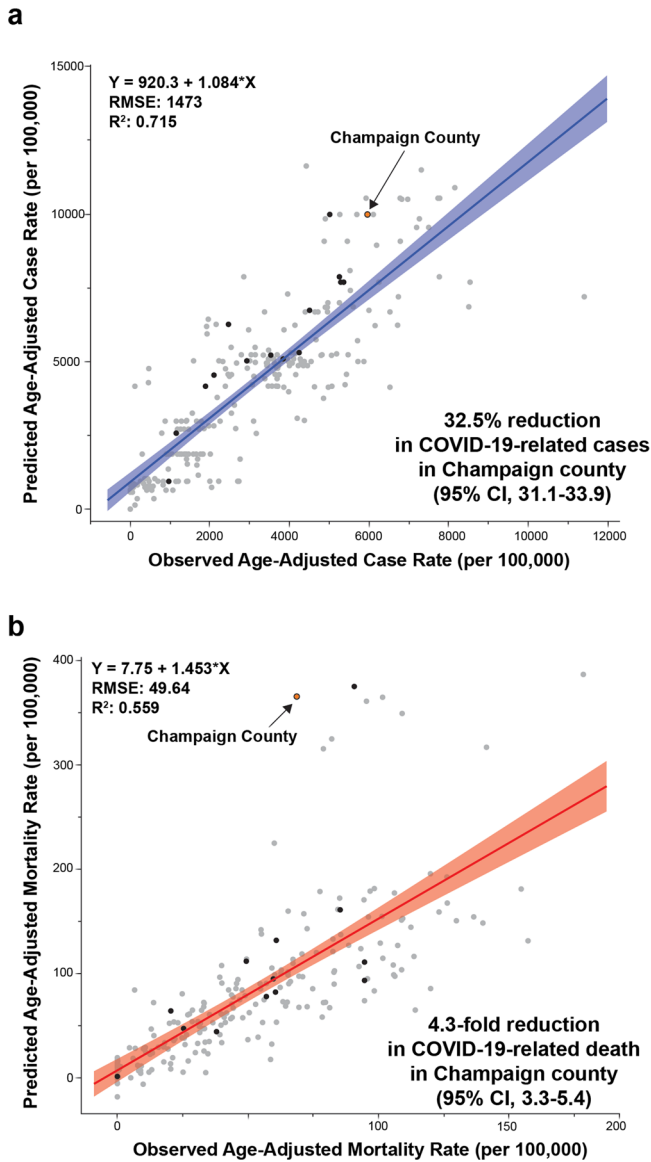 a
Y = 920.3 + 1.084*X
RMSE: 1473
R²: 0.715
Champaign County
15000
10000
5000
0
Predicted Age-Adjusted Case Rate (per 100,000)
32.5% reduction
in COVID-19-related cases
in Champaign county
(95% CI, 31.1-33.9)
0
2000
4000
6000
8000
10000
12000
Observed Age-Adjusted Case Rate (per 100,000)
b
Y = 7.75 + 1.453*X
RMSE: 49.64
R²: 0.559
Champaign County
400
300
200
100
0
Predicted Age-Adjusted Mortality Rate (per 100,000)
4.3-fold reduction
in COVID-19-related death
in Champaign county
(95% CI, 3.3-5.4)
0
100
150
200
Observed Age-Adjusted Mortality Rate (per 100,000)